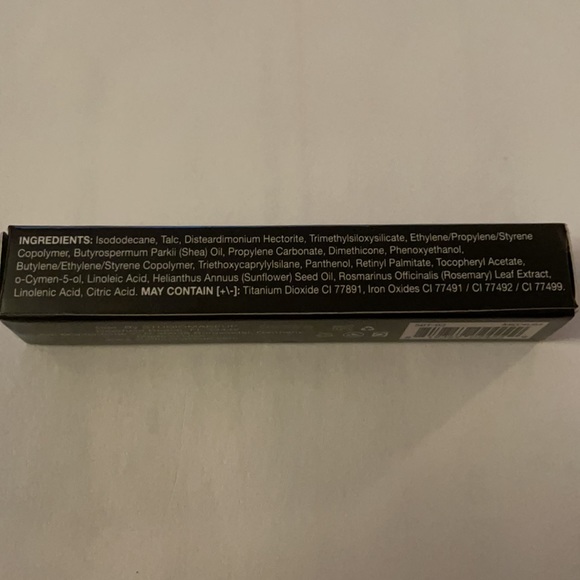 INGREDIENTS: Isododecane, Talc, Disteardimonium Hectorite, Trimethylsiloxysilicate, Ethylene/Propylene/Styrene
Copolymer, Butyrospermum Parkii (Shea) Oil, Propylene Carbonate, Dimethicone, Phenoxyethanol,
Butylene/Ethylene/Styrene Copolymer, Triethoxycaprylylsilane, Panthenol, Retinyl Palmitate, Tocopheryl Acetate,
o-Cymen-5-ol, Linoleic Acid, Helianthus Annuus (Sunflower) Seed Oil, Rosmarinus Officinalis (Rosemary) Leaf Extract,
Linolenic Acid, Citric Acid. MAY CONTAIN [+\-]: Titanium Dioxide CI 77891, Iron Oxides CI 77491 / CI 77492 / CI 77499.